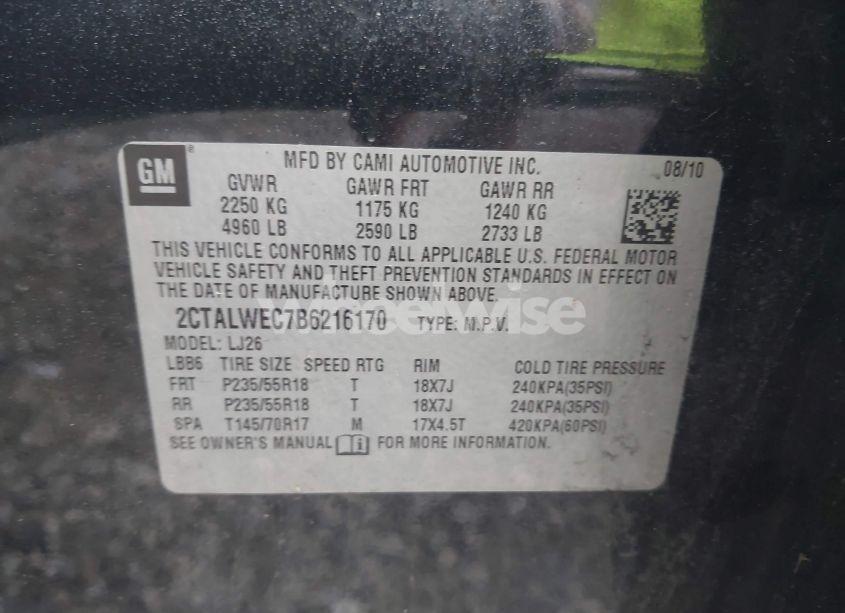 GM ® MFD BY CAMI AUTOMOTIVE INC. 08/10
GVWR GAWR FRT GAWR RR
2250 KG 1175 KG 1240 KG
4960 LB 2590 LB 2733 LB
THIS VEHICLE CONFORMS TO ALL APPLICABLE U.S. FEDERAL MOTOR
VEHICLE SAFETY AND THEFT PREVENTION STANDARDS IN EFFECT ON
THE DATE OF MANUFACTURE SHOWN ABOVE.
2CTALWEC7B6216170 TYPE: M.P.V.
MODEL: LJ26
LBB6 TIRE SIZE SPEED RTG RIM COLD TIRE PRESSURE
FRT P235/55R18 T 18X7J 240KPA(35PSI)
RR P235/55R18 T 18X7J 240KPA(35PSI)
SPA T145/70R17 M 17X4.5T 420KPA(60PSI)
SEE OWNER'S MANUAL i FOR MORE INFORMATION.